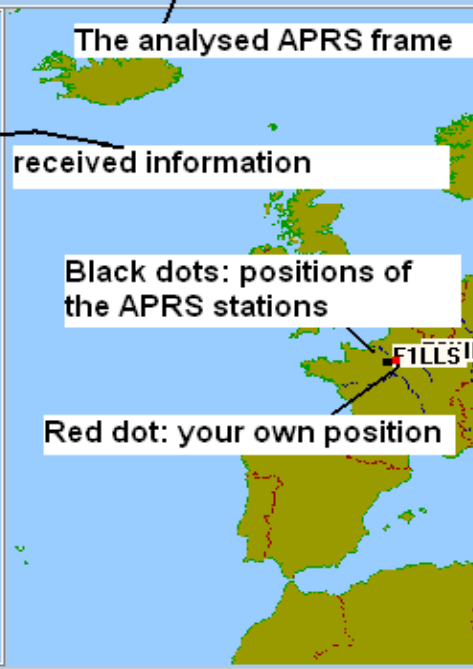 The analysed APRS frame
received information
Black dots: positions of
the APRS stations
F1LLS
Red dot: your own position